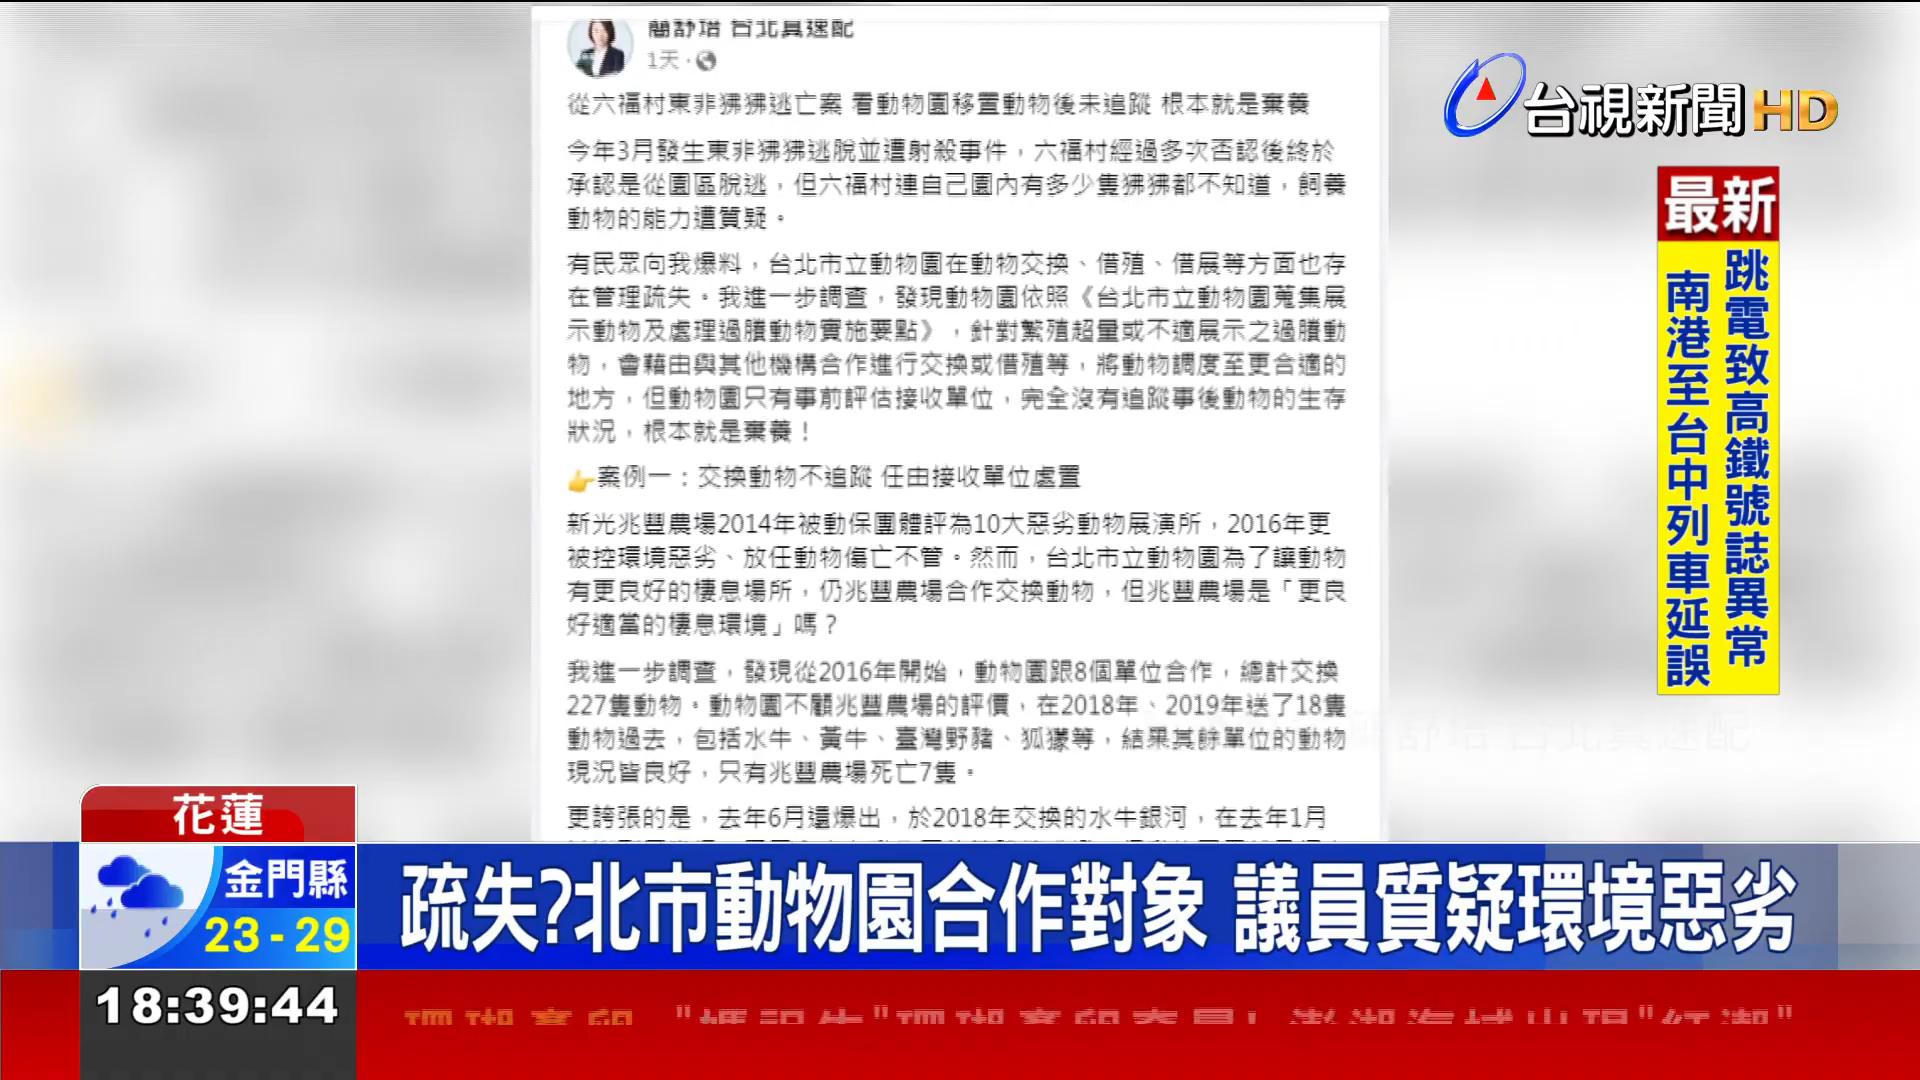 簡舒培 台北真速配
1天
從六福村東非狒狒逃亡案 看動物園移置動物後未追蹤 根本就是棄養
今年3月發生東非狒狒逃脫並遭射殺事件，六福村經過多次否認後終於
承認是從園區脫逃，但六福村連自己園內有多少隻狒狒都不知道，飼養
動物的能力遭質疑。
有民眾向我爆料，台北市立動物園在動物交換、借殖、借展等方面也存
在管理疏失。我進一步調查，發現動物園依照《台北市立動物園蒐集展
示動物及處理過賸動物實施要點》，針對繁殖超量或不適展示之過賸動
物，會藉由與其他機構合作進行交換或借殖等，將動物調度至更合適的
地方，但動物園只有事前評估接收單位，完全沒有追蹤事後動物的生存
狀況，根本就是棄養！
👉案例一：交換動物不追蹤 任由接收單位處置
新光兆豐農場2014年被動保團體評為10大惡劣動物展演所，2016年更
被控環境惡劣、放任動物傷亡不管。然而，台北市立動物園為了讓動物
有更良好的棲息場所，仍兆豐農場合作交換動物，但兆豐農場是「更良
好適當的棲息環境」嗎？
我進一步調查，發現從2016年開始，動物園跟8個單位合作，總計交換
227隻動物。動物園不顧兆豐農場的評價，在2018年、2019年送了18隻
動物過去，包括水牛、黃牛、臺灣野豬、狐獴等，結果其餘單位的動物
現況皆良好，只有兆豐農場死亡7隻。
更誇張的是，去年6月還爆出，於2018年交換的水牛銀河，在去年1月
台視新聞HD
最新
跳電致高鐵號誌異常
南港至台中列車延誤
簡舒培 台北真速配
花蓮
金門縣
23-29
疏失?北市動物園合作對象 議員質疑環境惡劣
18:39:44